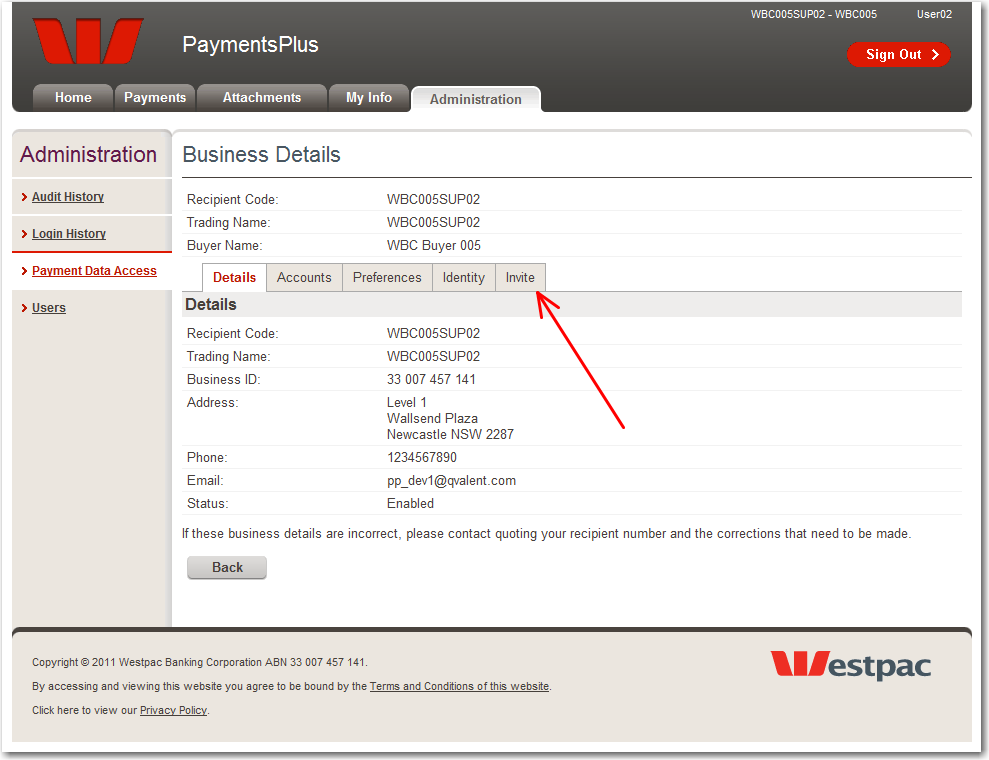 WBC005SUP02 - WBC005 User02
PaymentsPlus
Sign Out
Home Payments Attachments My Info Administration
Administration
Audit History
Login History
Payment Data Access
Users
Business Details
Recipient Code: WBC005SUP02
Trading Name: WBC005SUP02
Buyer Name: WBC Buyer 005
Details Accounts Preferences Identity Invite
Details
Recipient Code: WBC005SUP02
Trading Name: WBC005SUP02
Business ID: 33 007 457 141
Address: Level 1
Wallsend Plaza
Newcastle NSW 2287
Phone: 1234567890
Email: pp_dev1@qvalent.com
Status: Enabled
If these business details are incorrect, please contact quoting your recipient number and the corrections that need to be made.
Back
Copyright © 2011 Westpac Banking Corporation ABN 33 007 457 141.
By accessing and viewing this website you agree to be bound by the Terms and Conditions of this website.
Click here to view our Privacy Policy.
Westpac